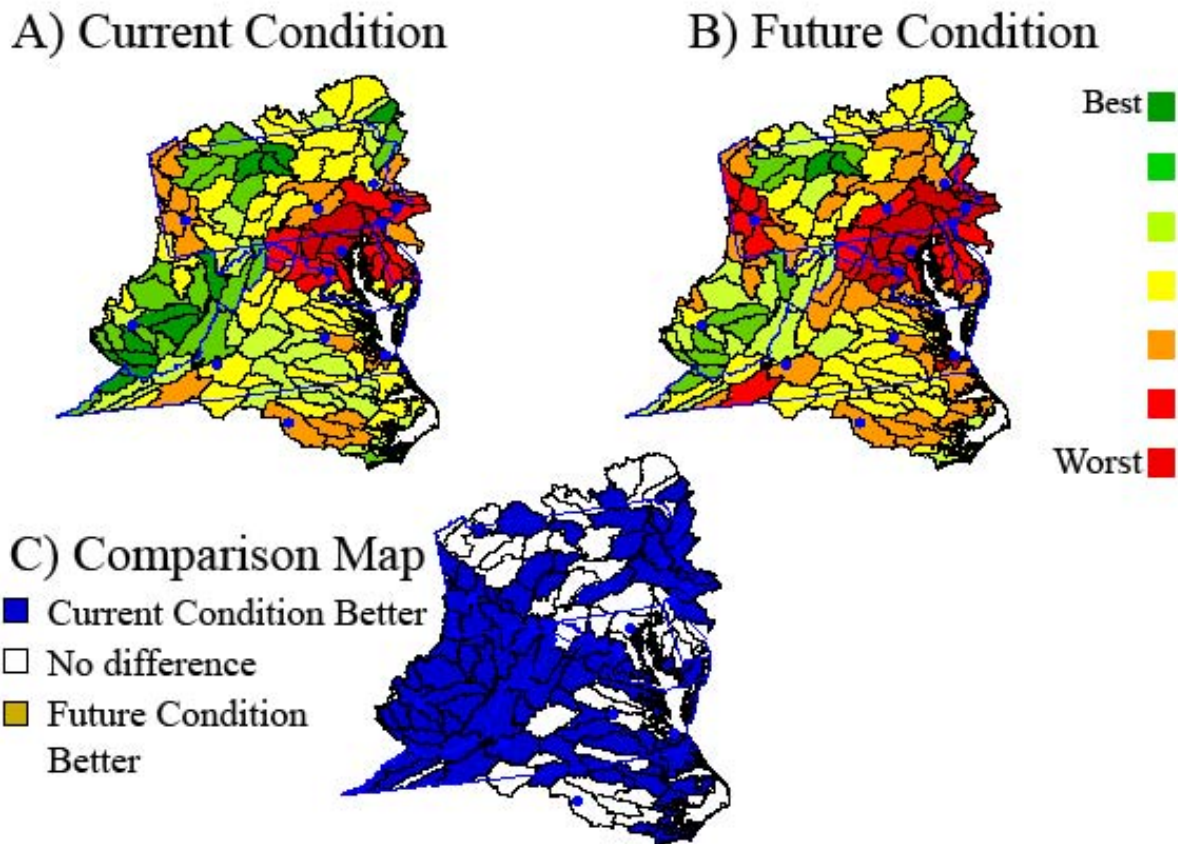 A) Current Condition
B) Future Condition
Best
Worst
C) Comparison Map
Current Condition Better
No difference
Future Condition
Better